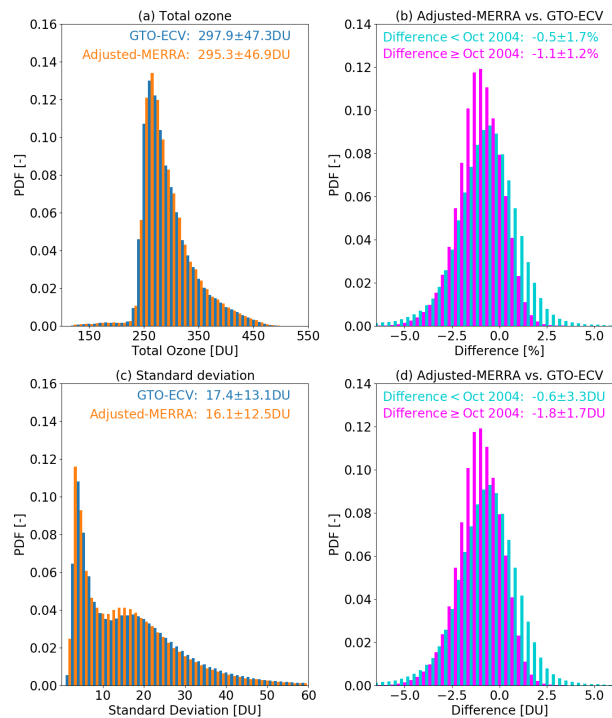 (a) Total ozone
GTO-ECV: 297.9±47.3DU
Adjusted-MERRA: 295.3±46.9DU
0.16
0.14
0.12
0.10
0.08
0.06
0.04
0.02
0.00
PDF [-]
150 250 350 450 550
Total Ozone [DU]
(b) Adjusted-MERRA vs. GTO-ECV
Difference < Oct 2004: -0.5±1.7%
Difference ≥ Oct 2004: -1.1±1.2%
0.14
0.12
0.10
0.08
0.06
0.04
0.02
0.00
PDF [-]
−5.0 −2.5 0.0 2.5 5.0
Difference [%]
(c) Standard deviation
GTO-ECV: 17.4±13.1DU
Adjusted-MERRA: 16.1±12.5DU
0.16
0.14
0.12
0.10
0.08
0.06
0.04
0.02
0.00
PDF [-]
10 20 30 40 50 60
Standard Deviation [DU]
(d) Adjusted-MERRA vs. GTO-ECV
Difference < Oct 2004: -0.6±3.3DU
Difference ≥ Oct 2004: -1.8±1.7DU
0.14
0.12
0.10
0.08
0.06
0.04
0.02
0.00
PDF [-]
−5.0 −2.5 0.0 2.5 5.0
Difference [DU]